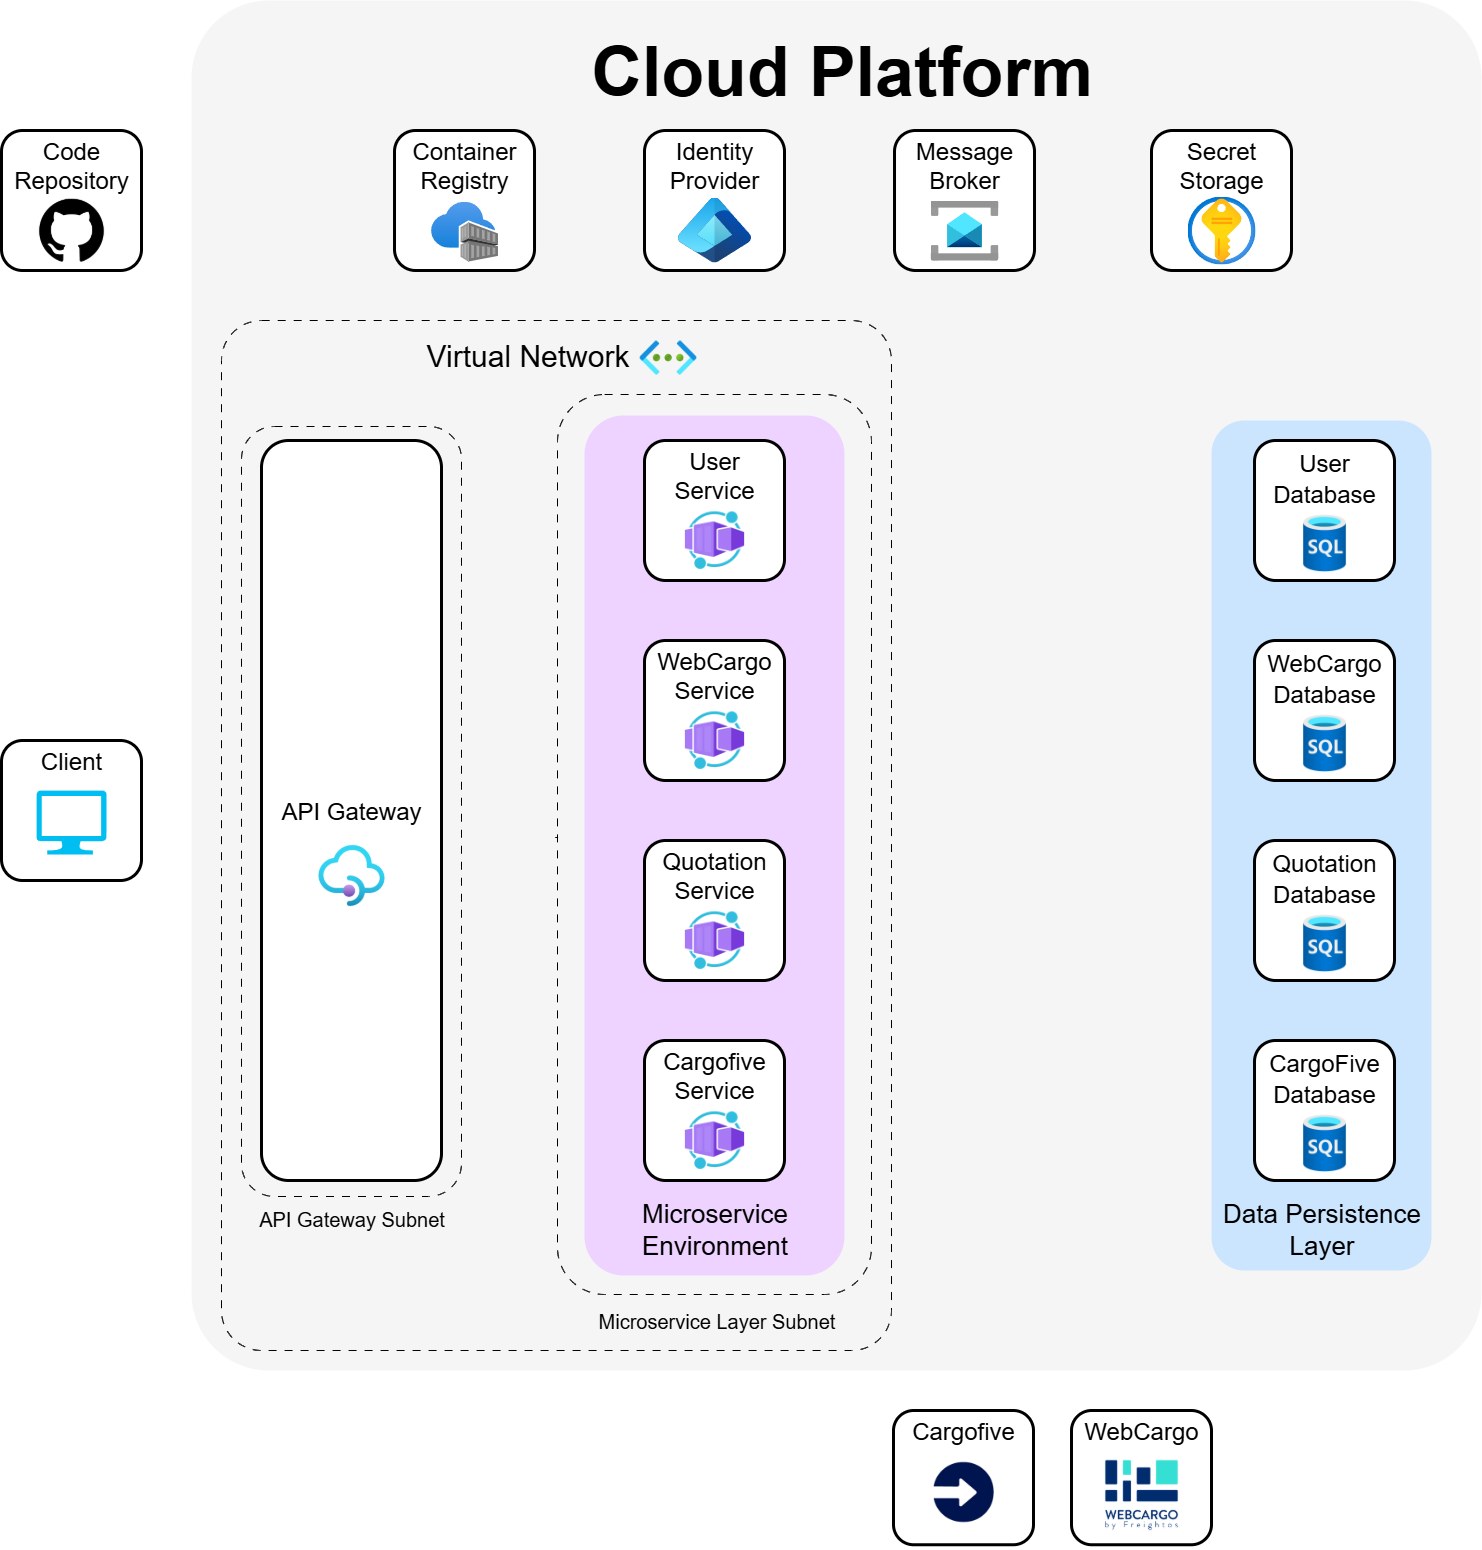 Cloud Platform
Code
Repository
Container
Registry
Identity
Provider
Message
Broker
Secret
Storage
Virtual Network
User
Service
User
Database
SQL
WebCargo
Service
WebCargo
Database
SQL
Client
API Gateway
Quotation
Service
Quotation
Database
SQL
Cargofive
Service
CargoFive
Database
SQL
API Gateway Subnet
Microservice
Environment
Data Persistence
Layer
Microservice Layer Subnet
Cargofive
WebCargo
WEBCARGO
by Freightos